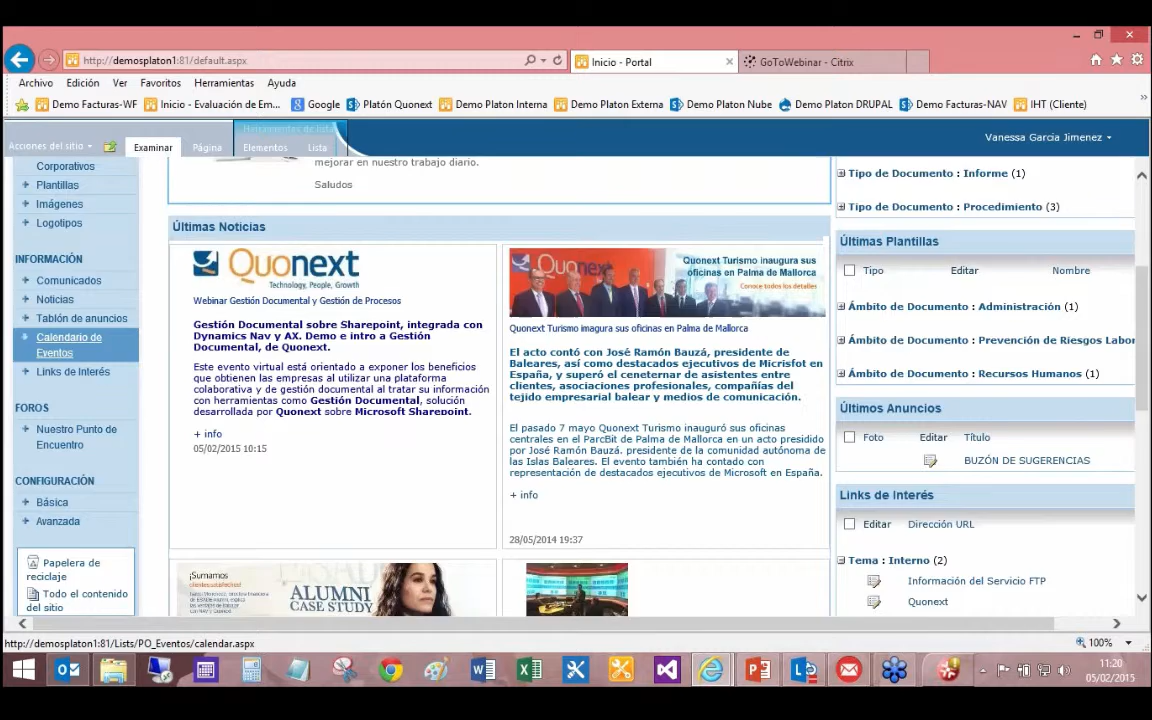 http://demosplaton1:81/default.aspx
Inicio - Portal
GoToWebinar - Citrix
Archivo Edición Ver Favoritos Herramientas Ayuda
Demo Facturas-WF Inicio - Evaluación de Em... Google Platón Quonext Demo Platon Interna Demo Platon Externa Demo Platon Nube Demo Platon DRUPAL Demo Facturas-NAV IHT (Cliente)
Herramientas de lista
Acciones del sitio Examinar Página Elementos Lista
Vanessa Garcia Jimenez
Corporativos
Plantillas
Imágenes
Logotipos
INFORMACIÓN
Comunicados
Noticias
Tablón de anuncios
Calendario de
Eventos
Links de Interés
FOROS
Nuestro Punto de
Encuentro
CONFIGURACIÓN
Básica
Avanzada
Papelera de
reciclaje
Todo el contenido
del sitio
mejorar en nuestro trabajo diario.
Saludos
Últimas Noticias
Quonext
Technology, People, Growth
Webinar Gestión Documental y Gestión de Procesos
Gestión Documental sobre Sharepoint, integrada con
Dynamics Nav y AX. Demo e intro a Gestión
Documental, de Quonext.
Este evento virtual está orientado a exponer los beneficios
que obtienen las empresas al utilizar una plataforma
colaborativa y de gestión documental al tratar su información
con herramientas como Gestión Documental, solución
desarrollada por Quonext sobre Microsoft Sharepoint.
+ info
05/02/2015 10:15
Quonext Turismo inaugura sus
oficinas en Palma de Mallorca
Conoce todos los detalles
Quonext Turismo imagura sus oficinas en Palma de Mallorca
El acto contó con José Ramón Bauzá, presidente de
Baleares, así como destacados ejecutivos de Micrisfot en
España, y superó el ceneternar de asistentes entre
clientes, asociaciones profesionales, compañías del
tejido empresarial balear y medios de comunicación.
El pasado 7 mayo Quonext Turismo inauguró sus oficinas
centrales en el ParcBit de Palma de Mallorca en un acto presidido
por José Ramón Bauzá. presidente de la comunidad autónoma de
las Islas Baleares. El evento también ha contado con
representación de destacados ejecutivos de Microsoft en España.
+ info
28/05/2014 19:37
¡Sumamos
ALUMNI
CASE STUDY
Tipo de Documento : Informe (1)
Tipo de Documento : Procedimiento (3)
Últimas Plantillas
Tipo Editar Nombre
Ámbito de Documento : Administración (1)
Ámbito de Documento : Prevención de Riesgos Labor
Ámbito de Documento : Recursos Humanos (1)
Últimos Anuncios
Foto Editar Título
BUZÓN DE SUGERENCIAS
Links de Interés
Editar Dirección URL
Tema : Interno (2)
Información del Servicio FTP
Quonext
http://demosplaton1:81/Lists/PO_Eventos/calendar.aspx
100%
11:20
05/02/2015